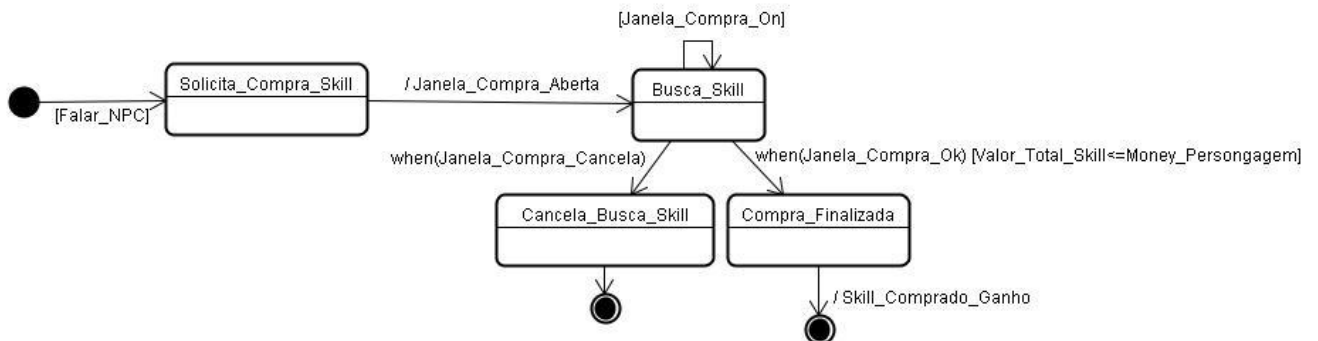 [Janela_Compra_On]
Solicita_Compra_Skill
/ Janela_Compra_Aberta
Busca_Skill
[Falar_NPC]
when(Janela_Compra_Cancela)
when(Janela_Compra_Ok) [Valor_Total_Skill<=Money_Persongagem]
Cancela_Busca_Skill
Compra_Finalizada
/ Skill_Comprado_Ganho